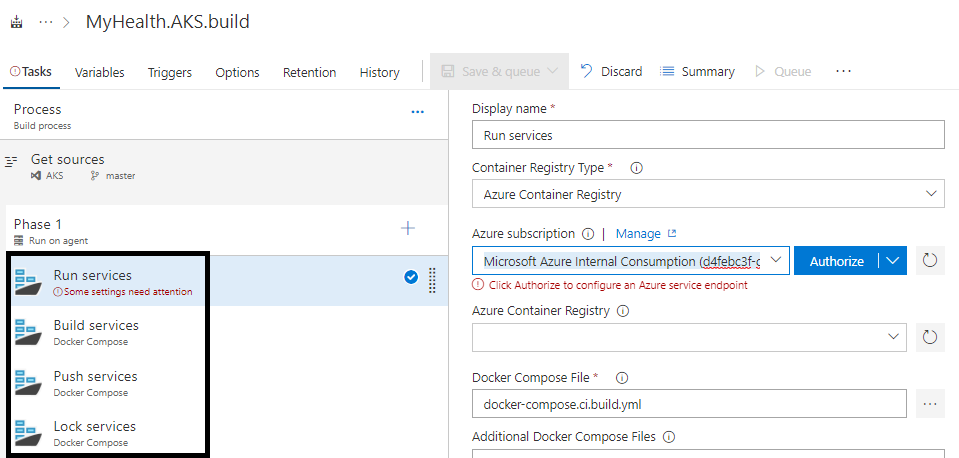 ··· > MyHealth.AKS.build
Tasks Variables Triggers Options Retention History Save & queue Discard Summary Queue ···
Process ···
Build process
Get sources
AKS master
Phase 1 +
Run on agent
Run services
Some settings need attention
Build services
Docker Compose
Push services
Docker Compose
Lock services
Docker Compose
Display name *
Run services
Container Registry Type *
Azure Container Registry
Azure subscription | Manage
Microsoft Azure Internal Consumption (d4febc3f- Authorize
Click Authorize to configure an Azure service endpoint
Azure Container Registry
Docker Compose File *
docker-compose.ci.build.yml ...
Additional Docker Compose Files